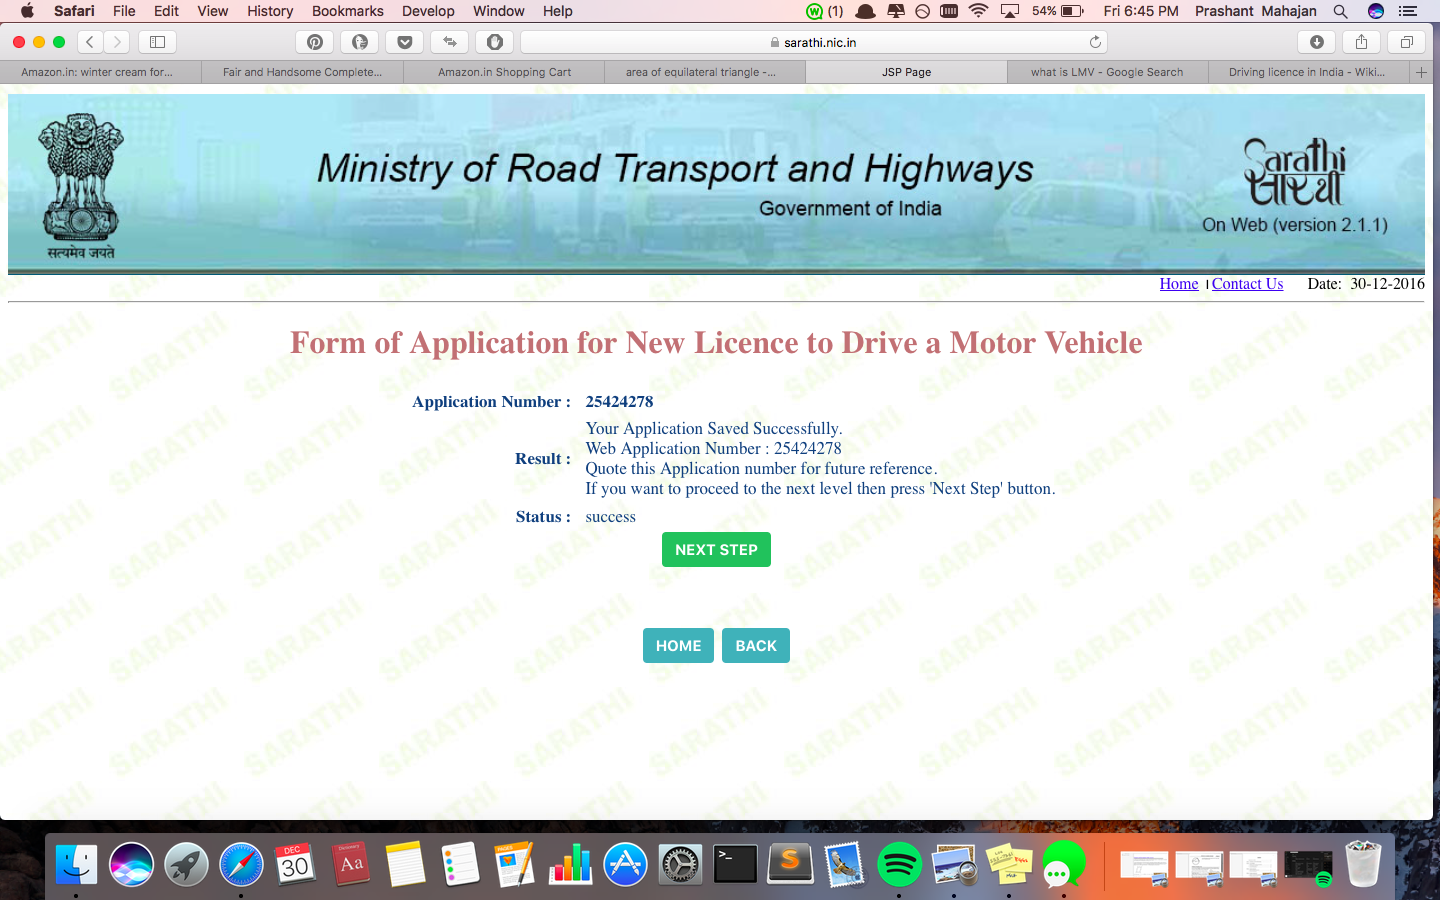 Safari File Edit View History Bookmarks Develop Window Help (1) 54% Fri 6:45 PM Prashant Mahajan
sarathi.nic.in
Amazon.in: winter cream for... Fair and Handsome Complete... Amazon.in Shopping Cart area of equilateral triangle -... JSP Page what is LMV - Google Search Driving licence in India - Wiki...
Ministry of Road Transport and Highways
Government of India
सत्यमेव जयते
Sarathi
सारथी
On Web (version 2.1.1)
Home Contact Us Date: 30-12-2016
Form of Application for New Licence to Drive a Motor Vehicle
Application Number : 25424278
Result : Your Application Saved Successfully.
Web Application Number : 25424278
Quote this Application number for future reference.
If you want to proceed to the next level then press 'Next Step' button.
Status : success
NEXT STEP
HOME BACK
SARATHI
DEC
30
Dictionary
Aa
PAGES